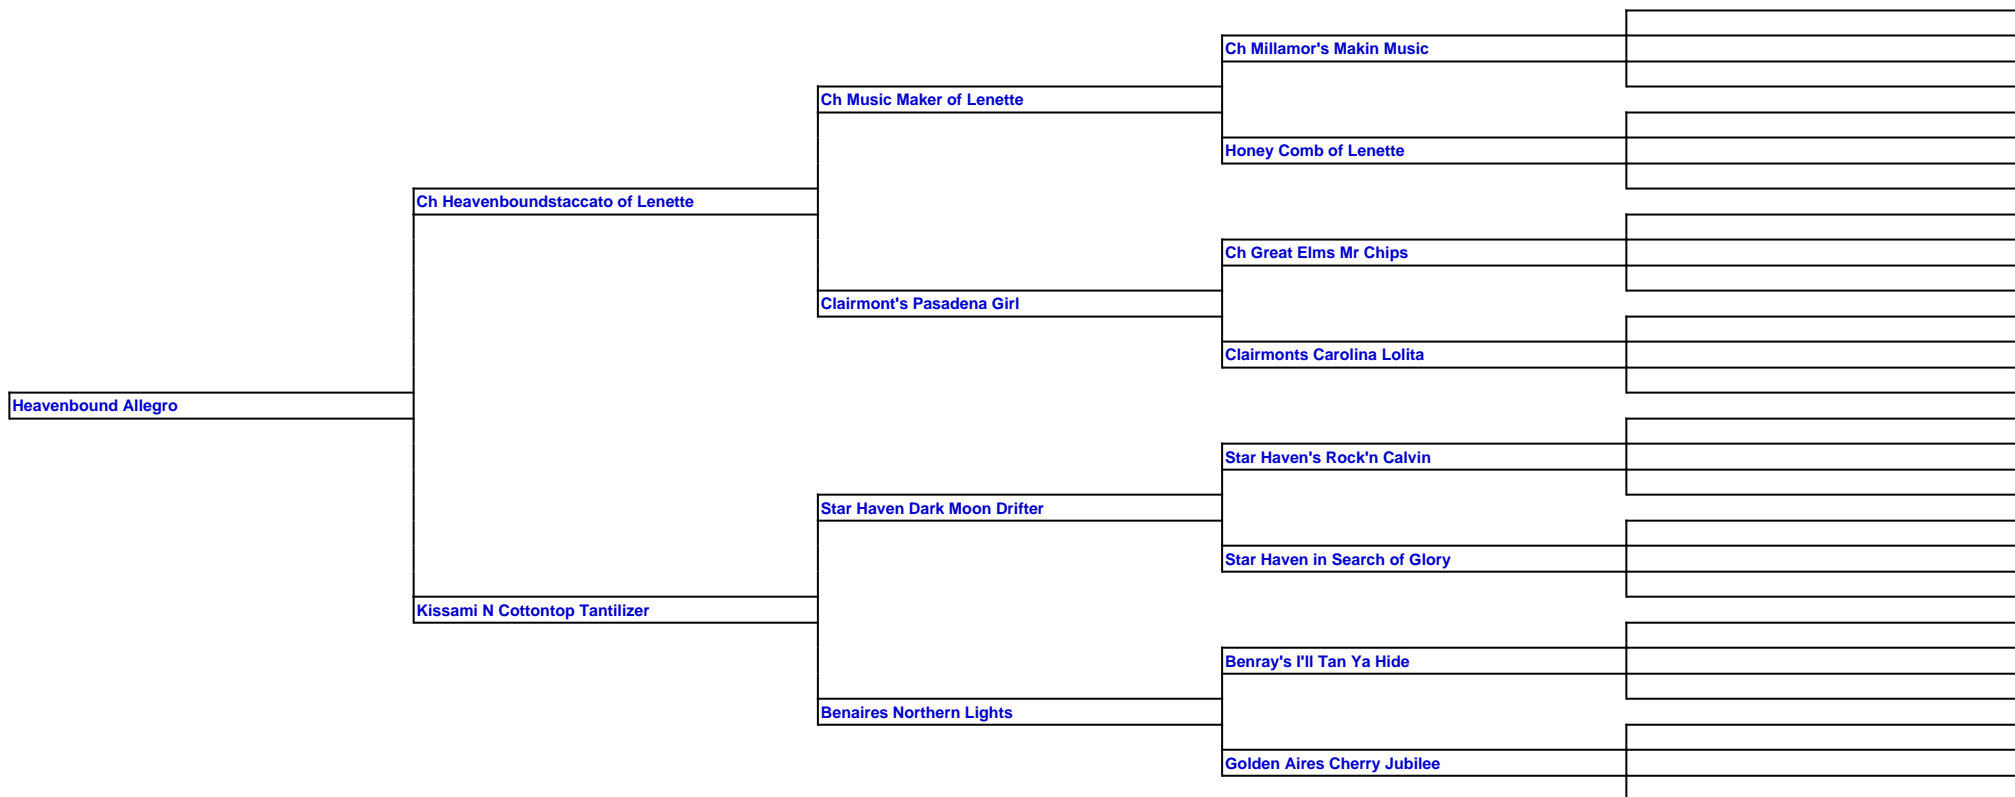 Ch Millamor's Makin Music
Ch Music Maker of Lenette
Honey Comb of Lenette
Ch Heavenboundstaccato of Lenette
Ch Great Elms Mr Chips
Clairmont's Pasadena Girl
Clairmonts Carolina Lolita
Heavenbound Allegro
Star Haven's Rock'n Calvin
Star Haven Dark Moon Drifter
Star Haven in Search of Glory
Kissami N Cottontop Tantilizer
Benray's I'll Tan Ya Hide
Benaires Northern Lights
Golden Aires Cherry Jubilee